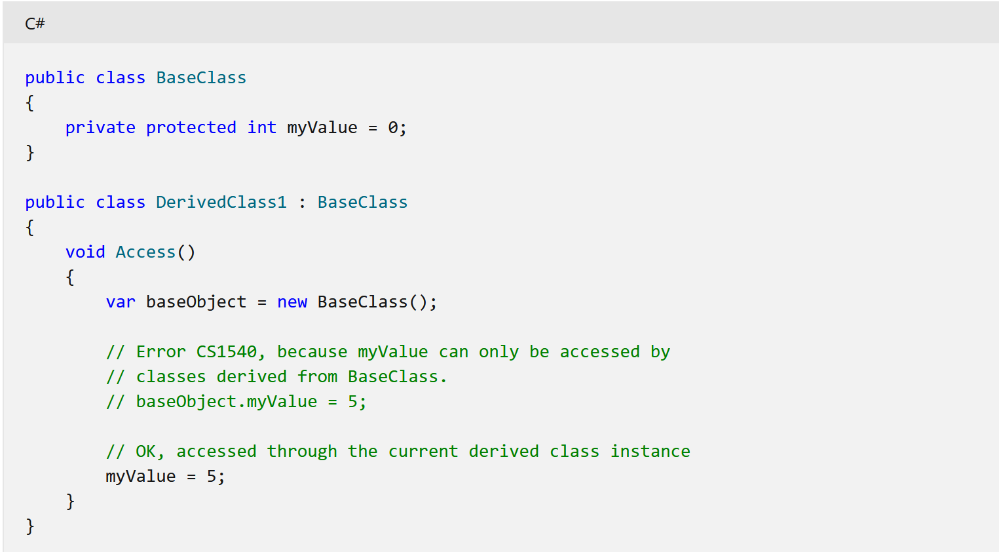 C#
public class BaseClass
{
    private protected int myValue = 0;
}
public class DerivedClass1 : BaseClass
{
    void Access()
    {
        var baseObject = new BaseClass();
        // Error CS1540, because myValue can only be accessed by
        // classes derived from BaseClass.
        // baseObject.myValue = 5;
        // OK, accessed through the current derived class instance
        myValue = 5;
    }
}